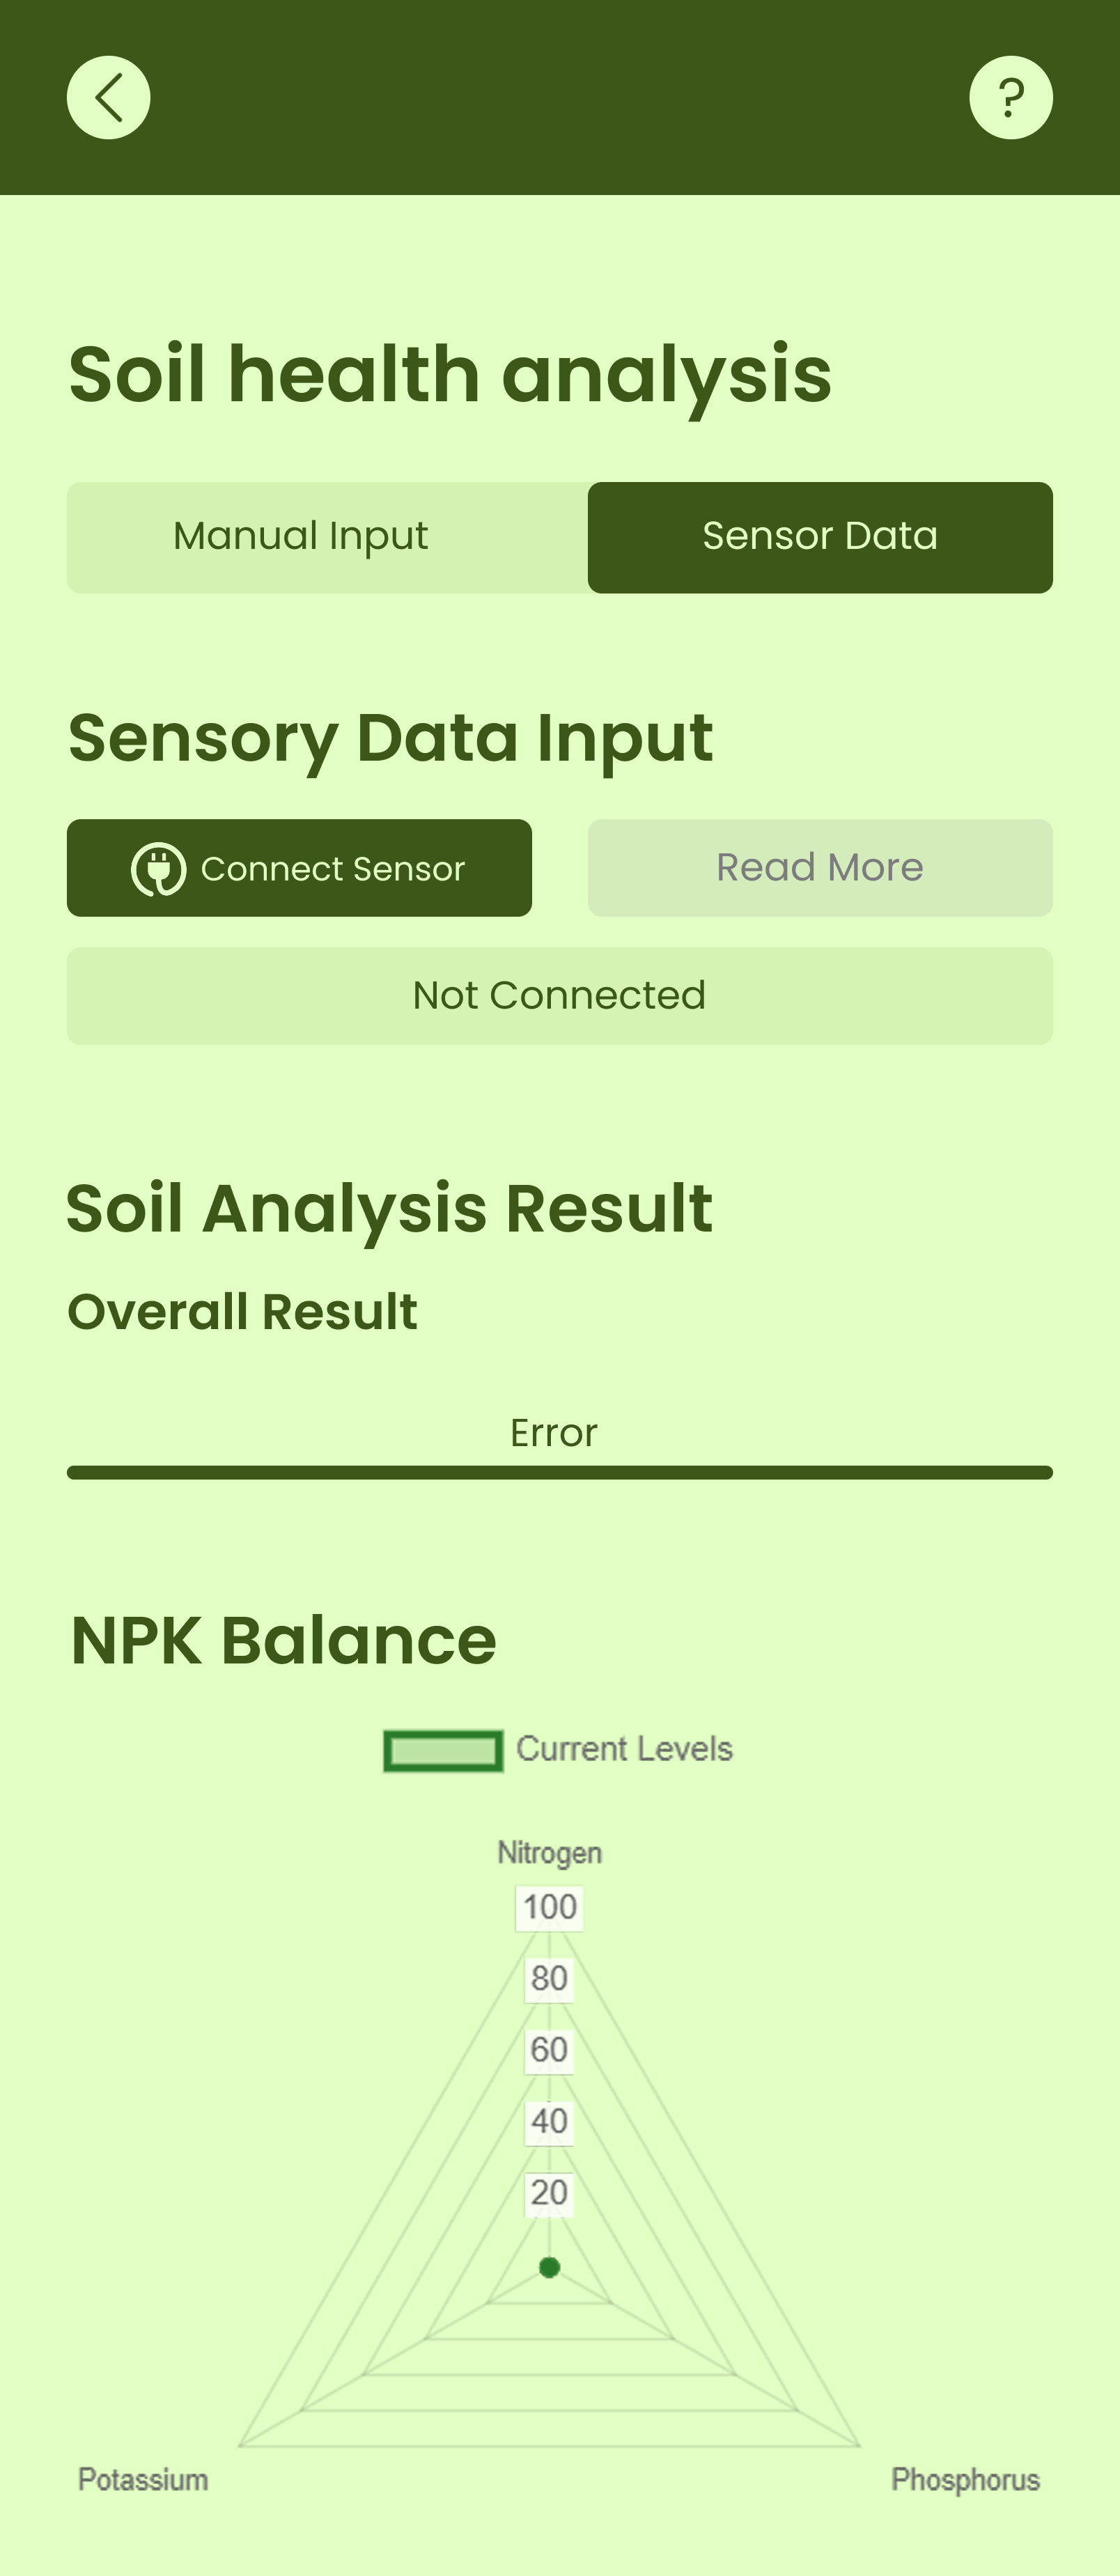 ?
Soil health analysis
Manual Input
Sensor Data
Sensory Data Input
Connect Sensor
Read More
Not Connected
Soil Analysis Result
Overall Result
Error
NPK Balance
Current Levels
Nitrogen
100
80
60
40
20
Potassium
Phosphorus